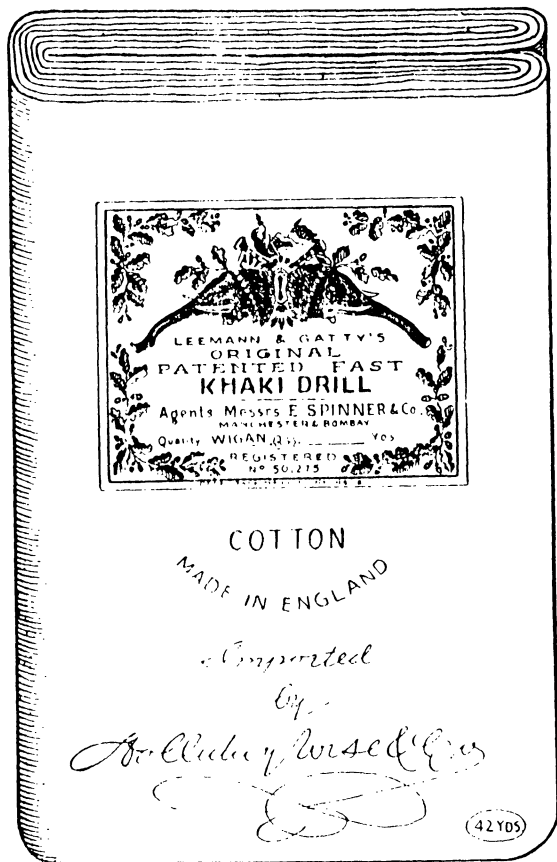 LEEMANN & GATTY'S
ORIGINAL
PATENTED FAST
KHAKI DRILL
Agents Messrs F. SPINNER & Co.
MANCHESTER & BOMBAY
Quality WIGAN Yds
REGISTERED
No 50,275
COTTON
MADE IN ENGLAND
Imported
by
42 YDS